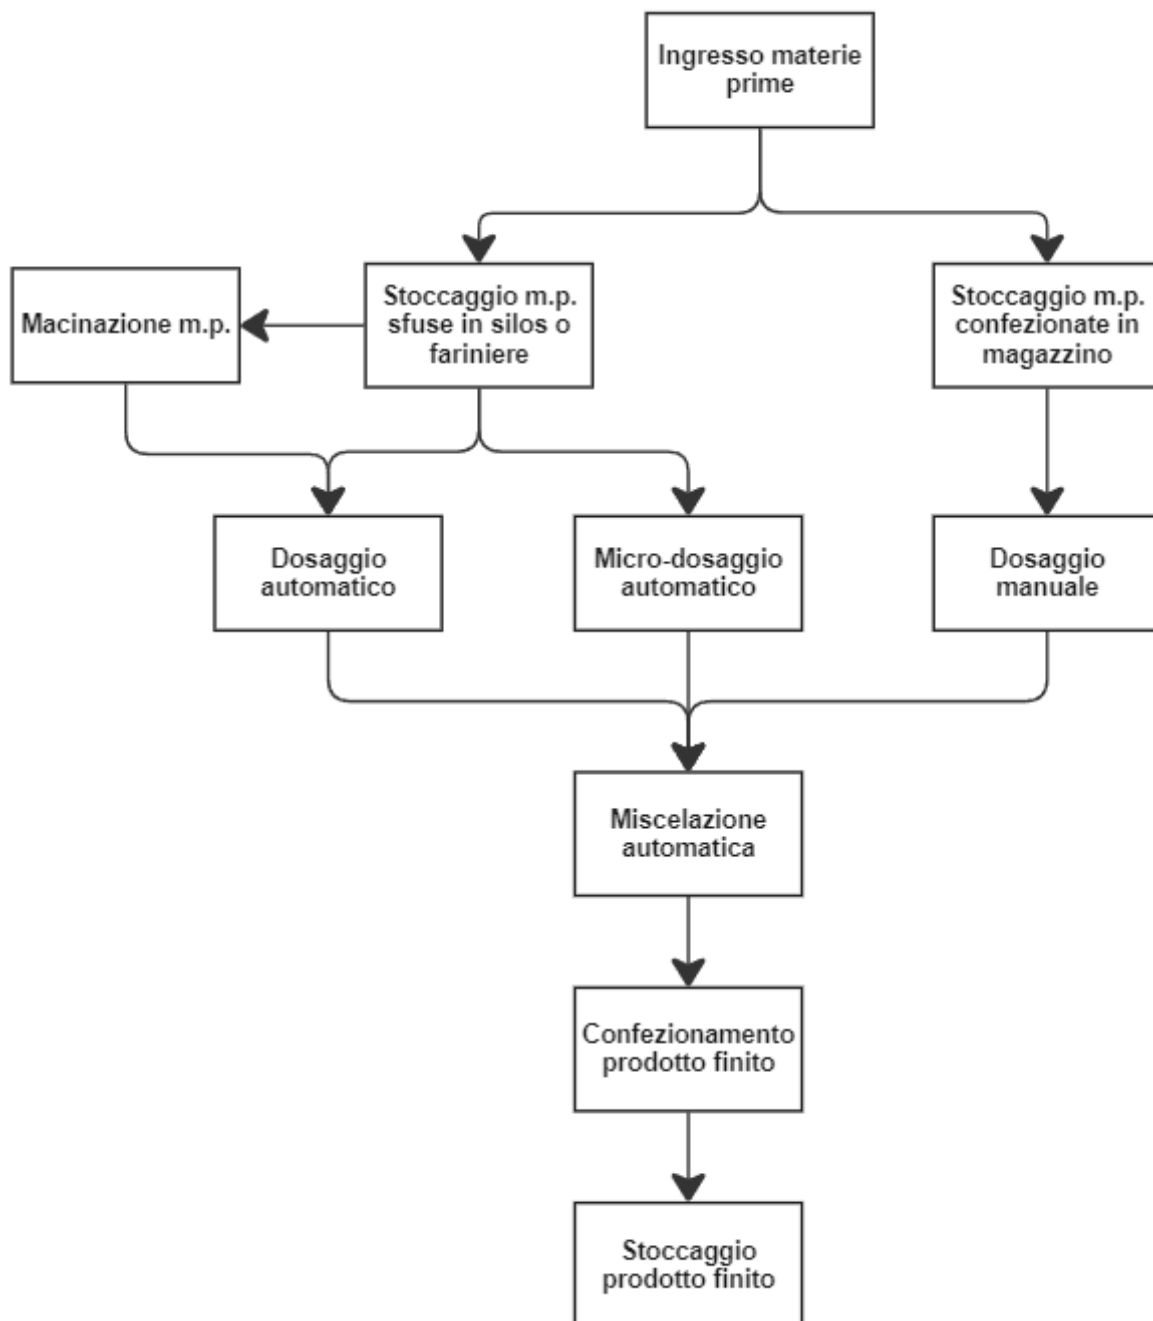 Ingresso materie
prime
Macinazione m.p.
Stoccaggio m.p.
sfuse in silos o
fariniere
Stoccaggio m.p.
confezionate in
magazzino
Dosaggio
automatico
Micro-dosaggio
automatico
Dosaggio
manuale
Miscelazione
automatica
Confezionamento
prodotto finito
Stoccaggio
prodotto finito